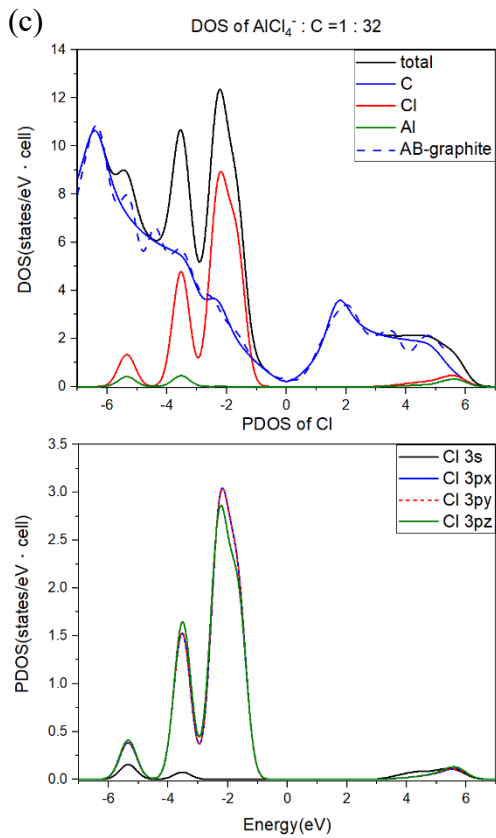 (c)
DOS of AlCl₄⁻ : C =1 : 32
DOS(states/eV · cell)
14
12
10
8
6
4
2
0
total
C
Cl
Al
AB-graphite
-6 -4 -2 0 2 4 6
PDOS of Cl
PDOS(states/eV · cell)
3.5
3.0
2.5
2.0
1.5
1.0
0.5
0.0
Cl 3s
Cl 3px
Cl 3py
Cl 3pz
-6 -4 -2 0 2 4 6
Energy(eV)